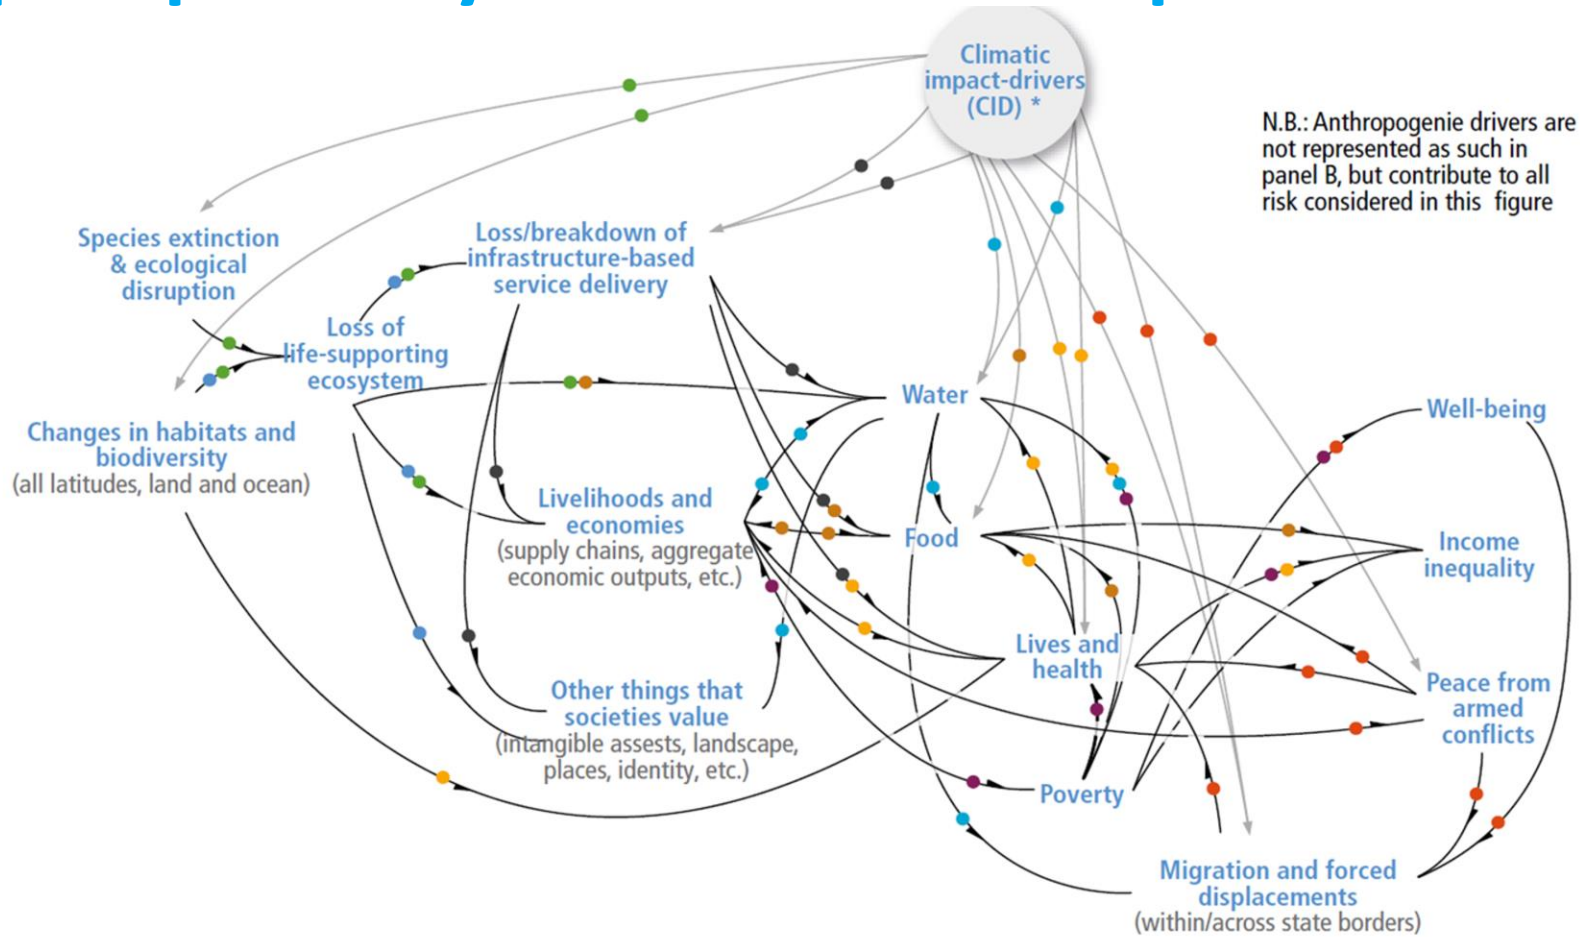 Climatic
impact-drivers
(CID) *
N.B.: Anthropogenie drivers are
not represented as such in
panel B, but contribute to all
risk considered in this figure
Species extinction
& ecological
disruption
Loss/breakdown of
infrastructure-based
service delivery
Loss of
life-supporting
ecosystem
Changes in habitats and
biodiversity
(all latitudes, land and ocean)
Water
Well-being
Livelihoods and
economies
(supply chains, aggregate
economic outputs, etc.)
Food
Income
inequality
Lives and
health
Other things that
societies value
(intangible assests, landscape,
places, identity, etc.)
Peace from
armed
conflicts
Poverty
Migration and forced
displacements
(within/across state borders)